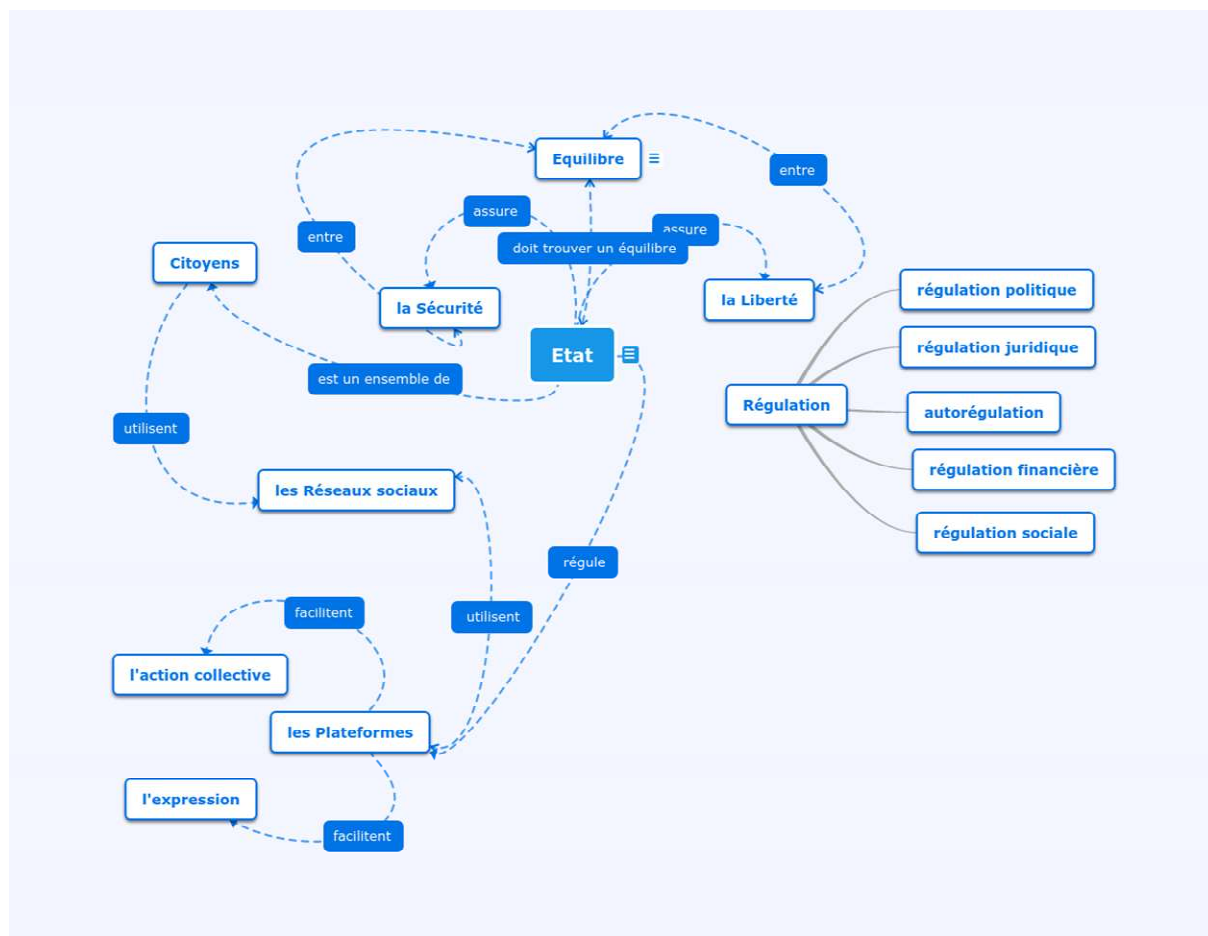 Equilibre
entre
assure
assure
entre
doit trouver un équilibre
Citoyens
la Sécurité
la Liberté
régulation politique
Etat
régulation juridique
est un ensemble de
Régulation
autorégulation
utilisent
régulation financière
les Réseaux sociaux
régulation sociale
régule
facilitent
utilisent
l'action collective
les Plateformes
l'expression
facilitent